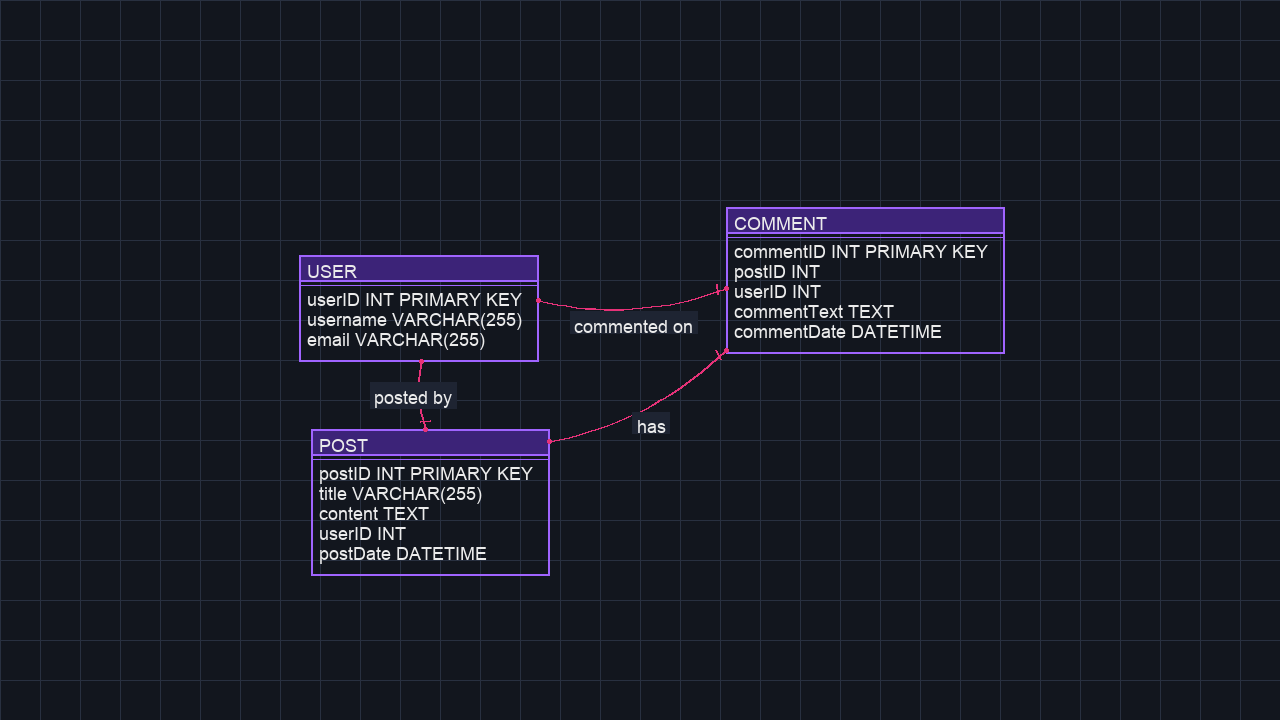 USER
userID INT PRIMARY KEY
username VARCHAR(255)
email VARCHAR(255)
commented on
COMMENT
commentID INT PRIMARY KEY
postID INT
userID INT
commentText TEXT
commentDate DATETIME
posted by
has
POST
postID INT PRIMARY KEY
title VARCHAR(255)
content TEXT
userID INT
postDate DATETIME